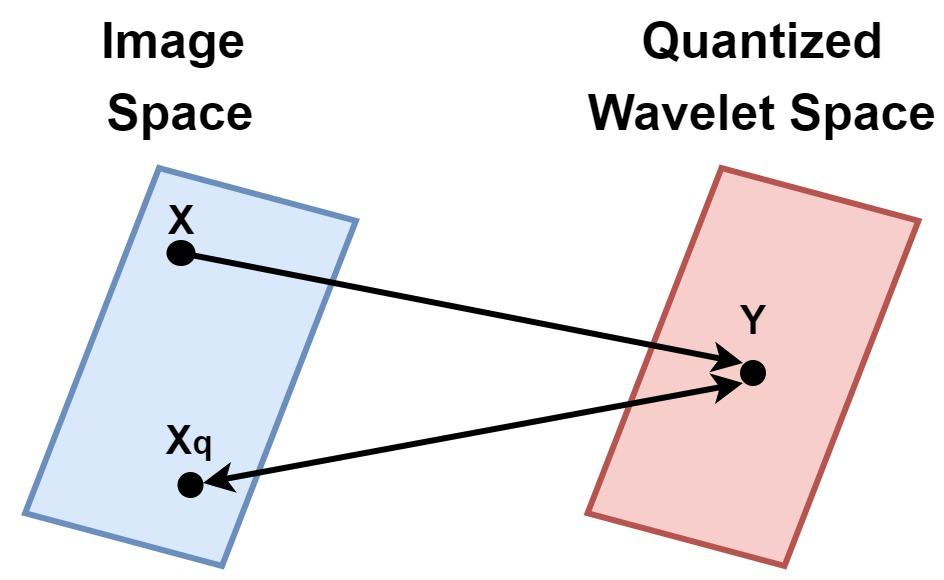 Image
Space
Quantized
Wavelet Space
X
Y
Xq